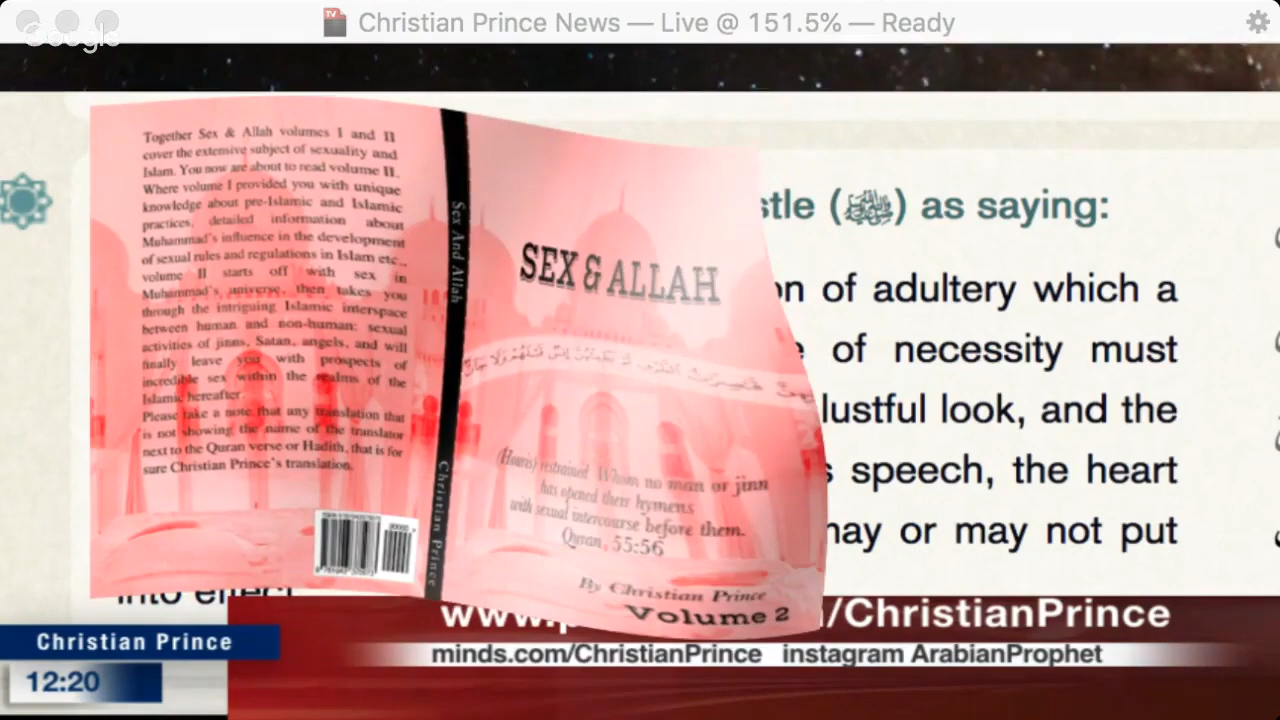 Christian Prince News — Live @ 151.5% — Ready
Google
Together Sex & Allah volumes I and II
cover the extensive subject of sexuality and
Islam. You now are about to read volume II.
Where volume I provided you with unique
knowledge about pre-Islamic and Islamic
practices, detailed information about
Muhammad's influence in the development
of sexual rules and regulations in Islam etc.,
volume II starts off with sex in
Muhammad's universe, then takes you
through the intriguing Islamic interspace
between human and non-human: sexual
activities of jinns, Satan, angels, and will
finally leave you with prospects of
incredible sex within the realms of the
Islamic hereafter.
Please take a note that any translation that
is not showing the name of the translator
next to the Quran verse or Hadith, that is for
sure Christian Prince's translation.
Sex And Allah
Christian Prince
SEX & ALLAH
(Houris) restrained Whom no man or jinn
has opened their hymens
with sexual intercourse before them.
Quran, 55:56
By Christian Prince
Volume 2
stle (ﷺ) as saying:
on of adultery which a
e of necessity must
lustful look, and the
s speech, the heart
may or may not put
into effect
/ChristianPrince
minds.com/ChristianPrince instagram ArabianProphet
Christian Prince
12:20